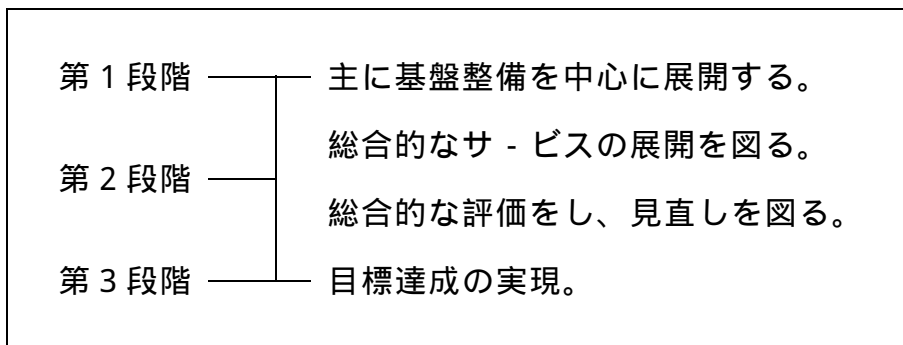 第1段階 主に基盤整備を中心に展開する。
総合的なサ - ビスの展開を図る。
第2段階
総合的な評価をし、見直しを図る。
第3段階 目標達成の実現。